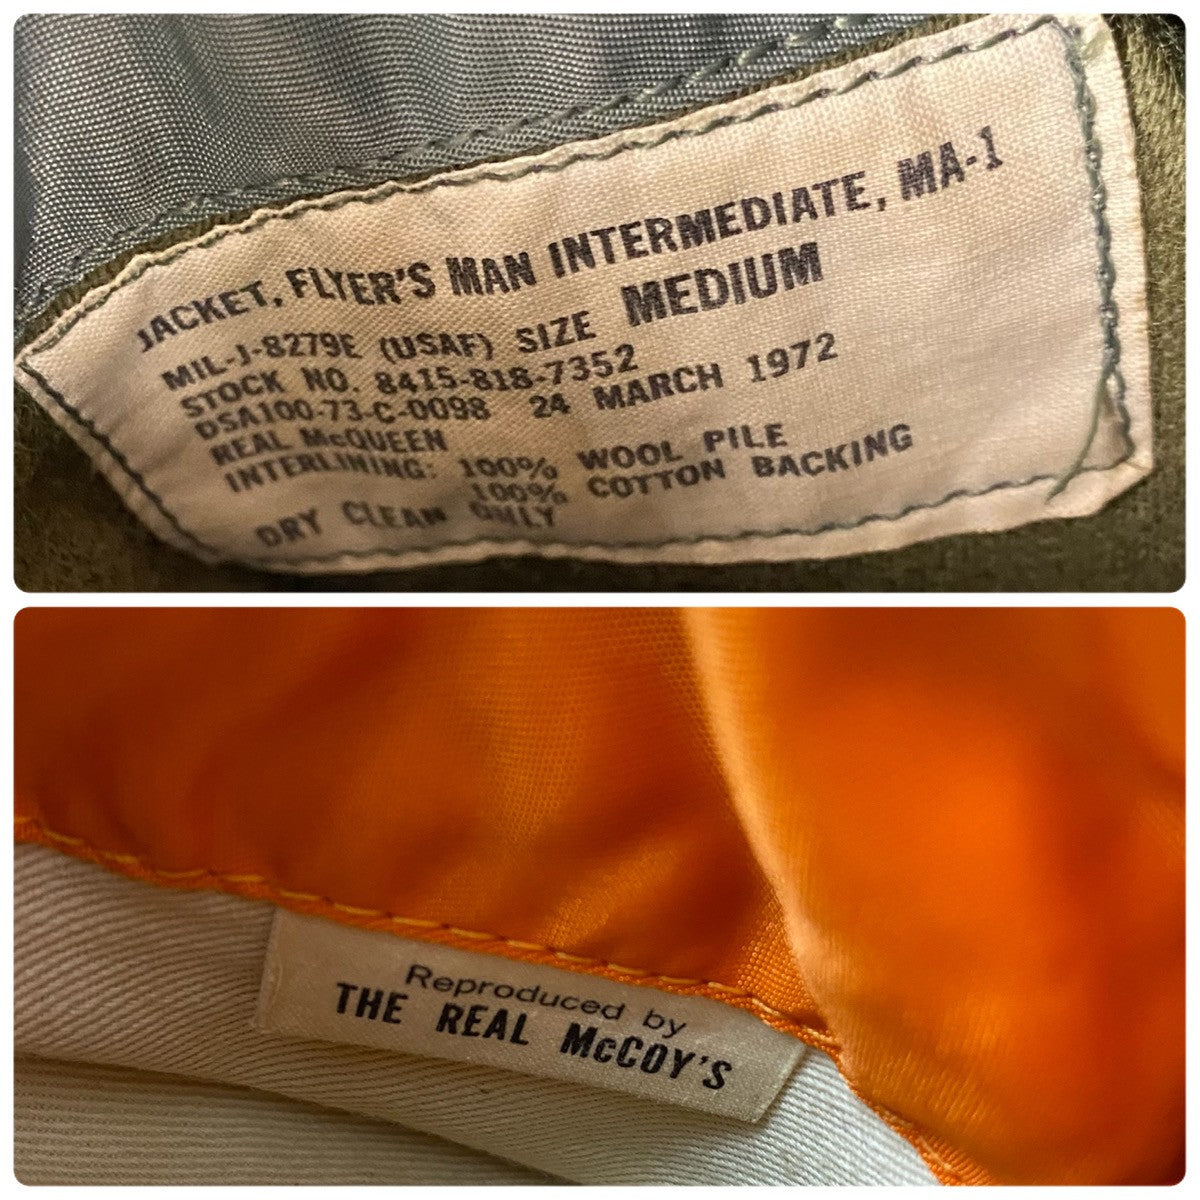 JACKET, FLYER'S MAN INTERMEDIATE, MA-1
MIL-J-8279E (USAF) SIZE MEDIUM
STOCK NO. 8415-818-7352
DSA100-73-C-0098 24 MARCH 1972
REAL McQUEEN
INTERLINING: 100% WOOL PILE
100% COTTON BACKING
DRY CLEAN ONLY
Reproduced by
THE REAL McCOY'S